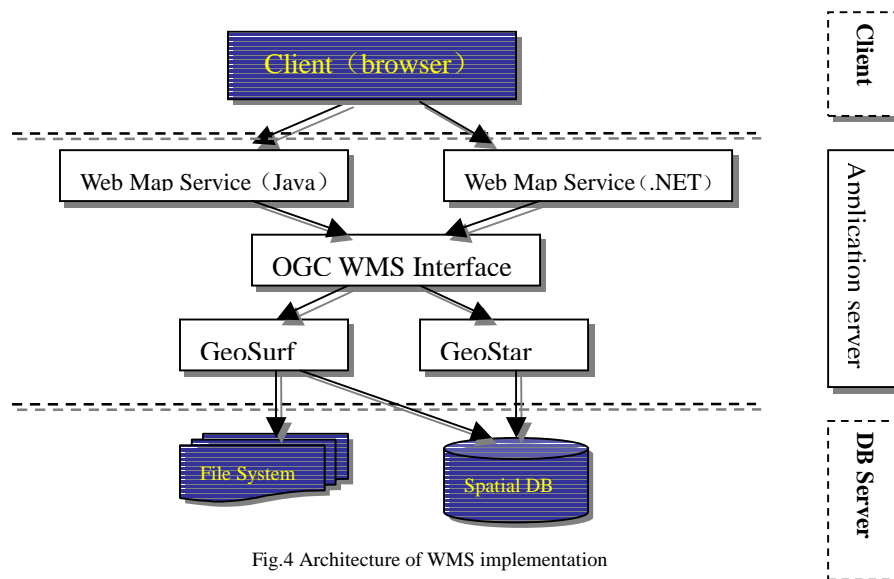 Client（browser）
Client
Web Map Service（Java）
Web Map Service（.NET）
Application server
OGC WMS Interface
GeoSurf
GeoStar
File System
Spatial DB
DB Server
Fig.4 Architecture of WMS implementation